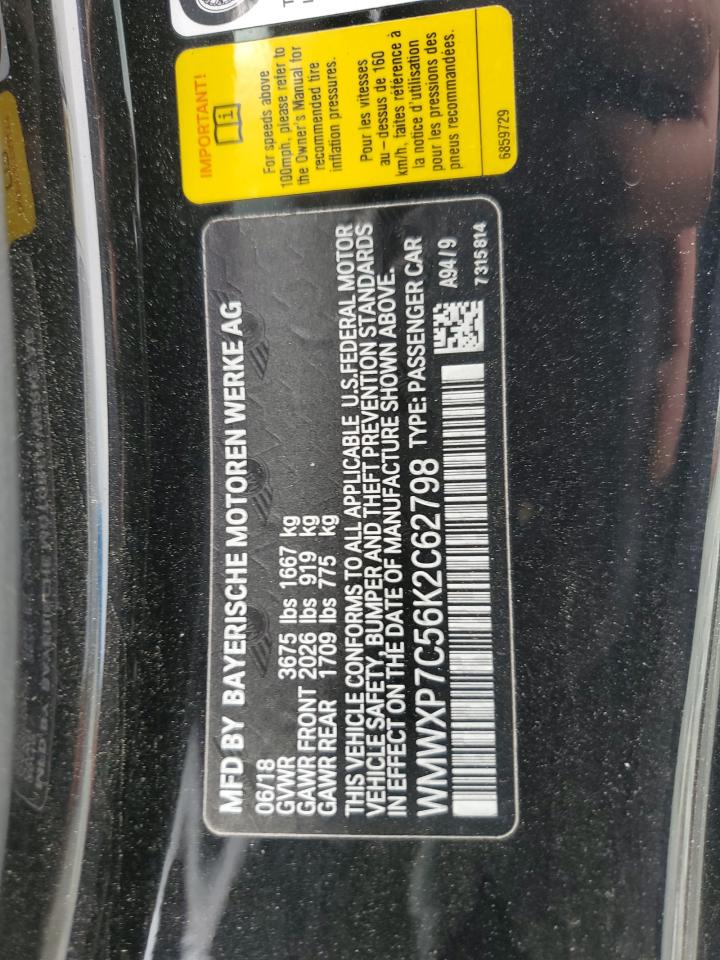 MFD BY BAYERISCHE MOTOREN WERKE AG
06/18
GVWR 3675 lbs 1667 kg
GAWR FRONT 2026 lbs 919 kg
GAWR REAR 1709 lbs 775 kg
THIS VEHICLE CONFORMS TO ALL APPLICABLE U.S.FEDERAL MOTOR
VEHICLE SAFETY, BUMPER AND THEFT PREVENTION STANDARDS
IN EFFECT ON THE DATE OF MANUFACTURE SHOWN ABOVE.
WMWXP7C56K2C62798 TYPE: PASSENGER CAR
A94/9
7315814
IMPORTANT!
For speeds above
100mph, please refer to
the Owner's Manual for
recommended tire
inflation pressures.
Pour les vitesses
au-dessus de 160
km/h, faites référence à
la notice d'utilisation
pour les pressions des
pneus recommandées.
6859729